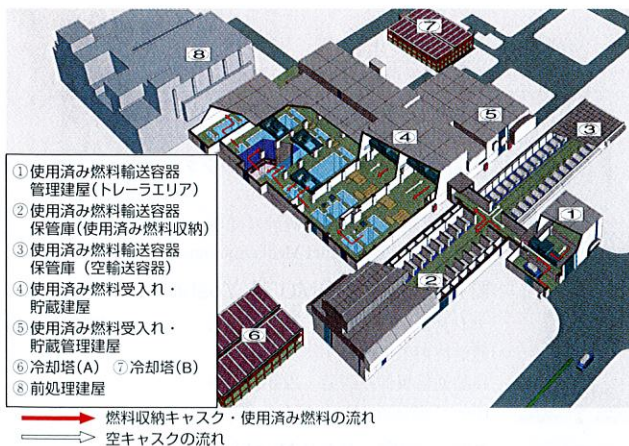 ⑧
⑦
⑤
④
③
①
②
⑥
①使用済み燃料輸送容器
管理建屋(トレーラエリア)
②使用済み燃料輸送容器
保管庫(使用済み燃料収納)
③使用済み燃料輸送容器
保管庫(空輸送容器)
④使用済み燃料受入れ・
貯蔵建屋
⑤使用済み燃料受入れ・
貯蔵管理建屋
⑥冷却塔(A) ⑦冷却塔(B)
⑧前処理建屋
燃料収納キャスク・使用済み燃料の流れ
空キャスクの流れ